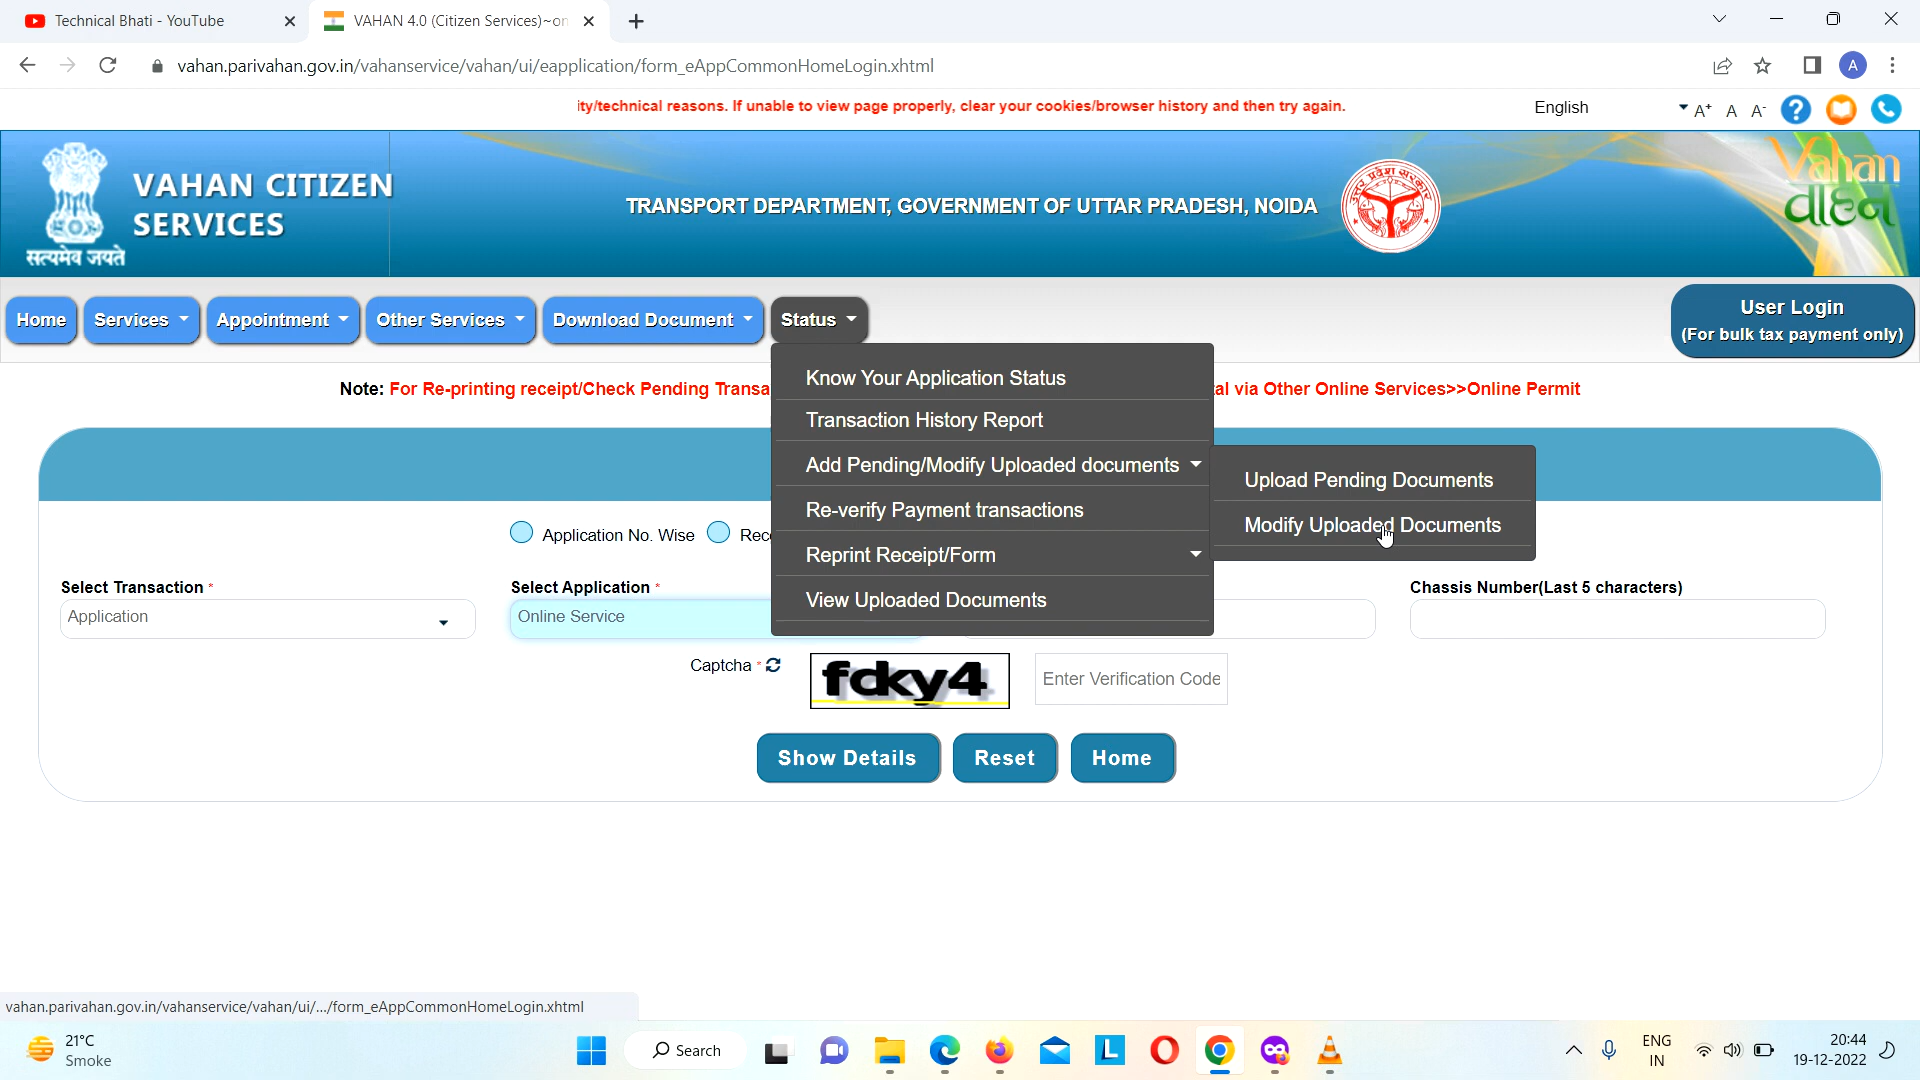 Technical Bhati - YouTube
VAHAN 4.0 (Citizen Services)~on
vahan.parivahan.gov.in/vahanservice/vahan/ui/eapplication/form_eAppCommonHomeLogin.xhtml
A
ity/technical reasons. If unable to view page properly, clear your cookies/browser history and then try again.
English
A+ A A-
?
VAHAN CITIZEN
SERVICES
सत्यमेव जयते
TRANSPORT DEPARTMENT, GOVERNMENT OF UTTAR PRADESH, NOIDA
उत्तर प्रदेश सरकार
Vahan
वाहन
Home
Services
Appointment
Other Services
Download Document
Status
User Login
(For bulk tax payment only)
Note: For Re-printing receipt/Check Pending Transa
al via Other Online Services>>Online Permit
Know Your Application Status
Transaction History Report
Add Pending/Modify Uploaded documents
Re-verify Payment transactions
Reprint Receipt/Form
View Uploaded Documents
Upload Pending Documents
Modify Uploaded Documents
Application No. Wise
Rec
Select Transaction *
Application
Select Application *
Online Service
Chassis Number(Last 5 characters)
Captcha *
fdky4
Enter Verification Code
Show Details
Reset
Home
vahan.parivahan.gov.in/vahanservice/vahan/ui/.../form_eAppCommonHomeLogin.xhtml
21°C
Smoke
Search
L
ENG
IN
20:44
19-12-2022